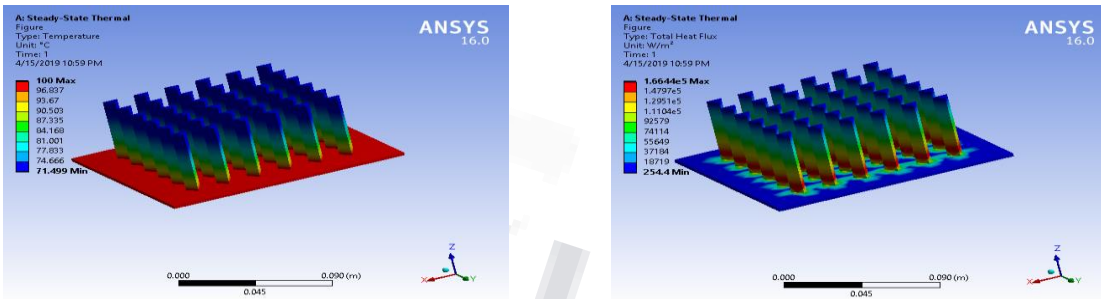 A: Steady-State Thermal
Figure
Type: Temperature
Unit: °C
Time: 1
4/15/2019 10:59 PM
100 Max
96.837
93.67
90.503
87.335
84.168
81.001
77.833
74.666
71.499 Min
ANSYS
16.0
0.000
0.090 (m)
0.045
Z
X
Y
A: Steady-State Thermal
Figure
Type: Total Heat Flux
Unit: W/m²
Time: 1
4/15/2019 10:59 PM
1.6644e5 Max
1.4797e5
1.2951e5
1.1104e5
92579
74114
55649
37184
18719
254.4 Min
ANSYS
16.0
0.000
0.090 (m)
0.045
Z
X
Y